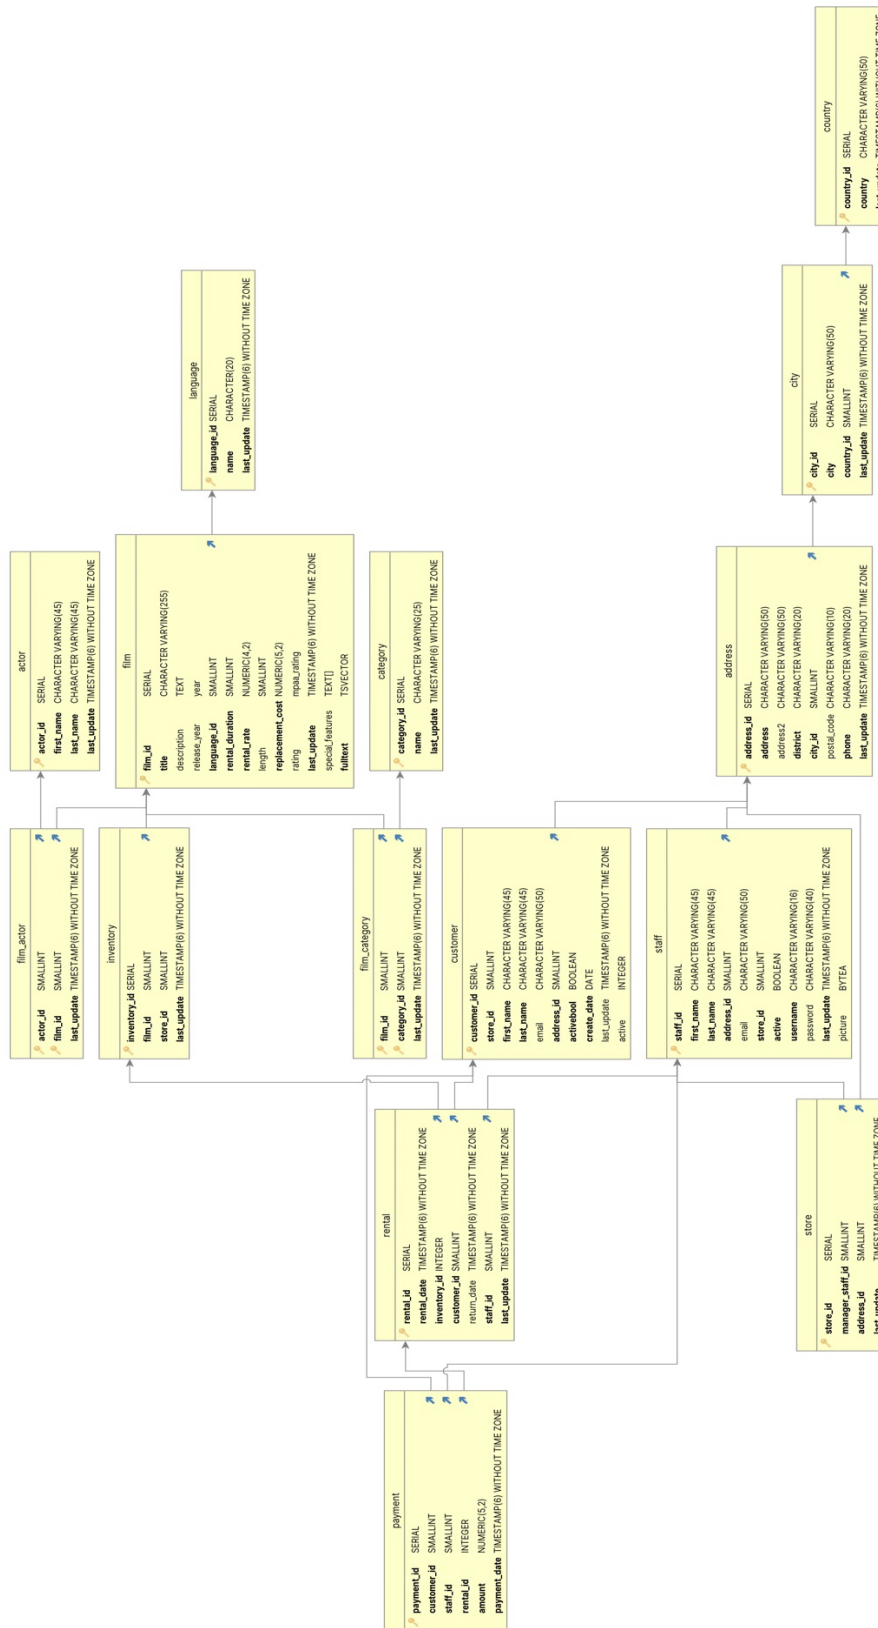 payment
payment_id SERIAL
customer_id SMALLINT
staff_id SMALLINT
rental_id INTEGER
amount NUMERIC(5,2)
payment_date TIMESTAMP(6) WITHOUT TIME ZONE
rental
rental_id SERIAL
rental_date TIMESTAMP(6) WITHOUT TIME ZONE
inventory_id INTEGER
customer_id SMALLINT
return_date TIMESTAMP(6) WITHOUT TIME ZONE
staff_id SMALLINT
last_update TIMESTAMP(6) WITHOUT TIME ZONE
store
store_id SERIAL
manager_staff_id SMALLINT
address_id SMALLINT
last_update TIMESTAMP(6) WITHOUT TIME ZONE
film_actor
actor_id SMALLINT
film_id SMALLINT
last_update TIMESTAMP(6) WITHOUT TIME ZONE
inventory
inventory_id SERIAL
film_id SMALLINT
store_id SMALLINT
last_update TIMESTAMP(6) WITHOUT TIME ZONE
film_category
film_id SMALLINT
category_id SMALLINT
last_update TIMESTAMP(6) WITHOUT TIME ZONE
customer
customer_id SERIAL
store_id SMALLINT
first_name CHARACTER VARYING(45)
last_name CHARACTER VARYING(45)
email CHARACTER VARYING(50)
address_id SMALLINT
activebool BOOLEAN
create_date DATE
last_update TIMESTAMP(6) WITHOUT TIME ZONE
active INTEGER
staff
staff_id SERIAL
first_name CHARACTER VARYING(45)
last_name CHARACTER VARYING(45)
address_id SMALLINT
email CHARACTER VARYING(50)
store_id SMALLINT
active BOOLEAN
username CHARACTER VARYING(16)
password CHARACTER VARYING(40)
last_update TIMESTAMP(6) WITHOUT TIME ZONE
picture BYTEA
actor
actor_id SERIAL
first_name CHARACTER VARYING(45)
last_name CHARACTER VARYING(45)
last_update TIMESTAMP(6) WITHOUT TIME ZONE
film
film_id SERIAL
title CHARACTER VARYING(255)
description TEXT
release_year year
language_id SMALLINT
rental_duration SMALLINT
rental_rate NUMERIC(4,2)
length SMALLINT
replacement_cost NUMERIC(5,2)
rating mpaa_rating
last_update TIMESTAMP(6) WITHOUT TIME ZONE
special_features TEXT[]
fulltext TSVECTOR
category
category_id SERIAL
name CHARACTER VARYING(25)
last_update TIMESTAMP(6) WITHOUT TIME ZONE
address
address_id SERIAL
address CHARACTER VARYING(50)
address2 CHARACTER VARYING(50)
district CHARACTER VARYING(20)
city_id SMALLINT
postal_code CHARACTER VARYING(10)
phone CHARACTER VARYING(20)
last_update TIMESTAMP(6) WITHOUT TIME ZONE
language
language_id SERIAL
name CHARACTER(20)
last_update TIMESTAMP(6) WITHOUT TIME ZONE
city
city_id SERIAL
city CHARACTER VARYING(50)
country_id SMALLINT
last_update TIMESTAMP(6) WITHOUT TIME ZONE
country
country_id SERIAL
country CHARACTER VARYING(50)
last_update TIMESTAMP(6) WITHOUT TIME ZONE